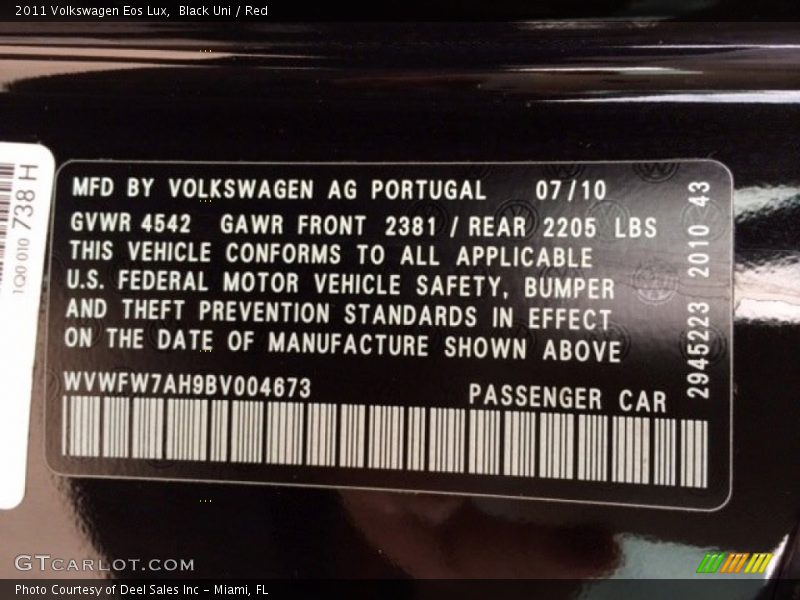 2011 Volkswagen Eos Lux, Black Uni / Red
1Q0 010 738 H
MFD BY VOLKSWAGEN AG PORTUGAL 07/10
GVWR 4542 GAWR FRONT 2381 / REAR 2205 LBS
THIS VEHICLE CONFORMS TO ALL APPLICABLE
U.S. FEDERAL MOTOR VEHICLE SAFETY, BUMPER
AND THEFT PREVENTION STANDARDS IN EFFECT
ON THE DATE OF MANUFACTURE SHOWN ABOVE
WVWFW7AH9BV004673 PASSENGER CAR
2945223 2010 43
GTCARLOT.COM
Photo Courtesy of Deel Sales Inc - Miami, FL